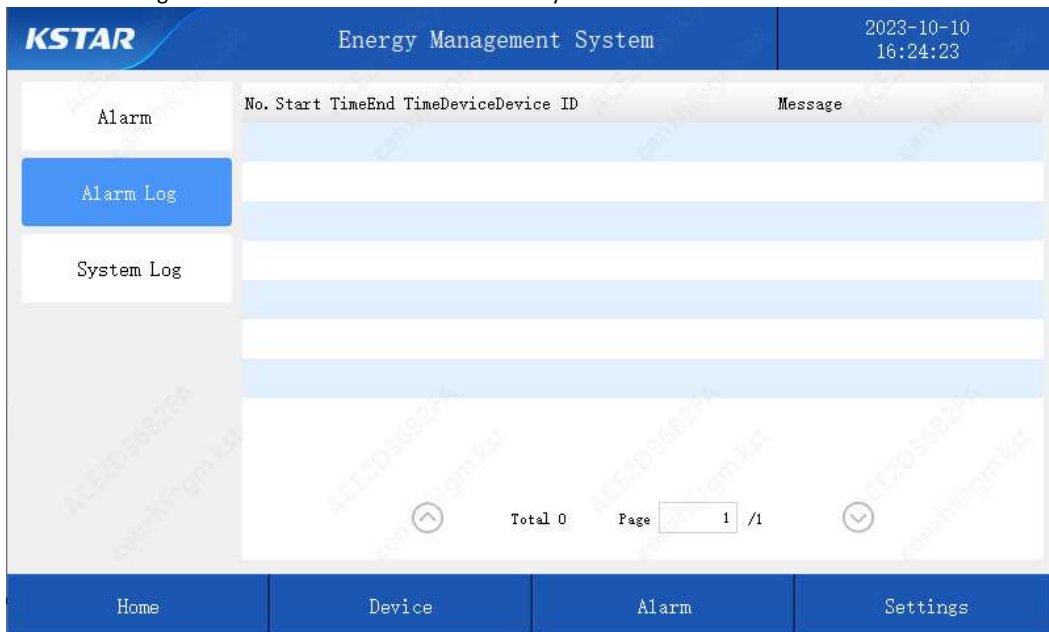 KSTAR
Energy Management System
2023-10-10
16:24:23
Alarm
Alarm Log
System Log
No. Start TimeEnd TimeDeviceDevice ID Message
Total 0 Page 1 /1
Home Device Alarm Settings